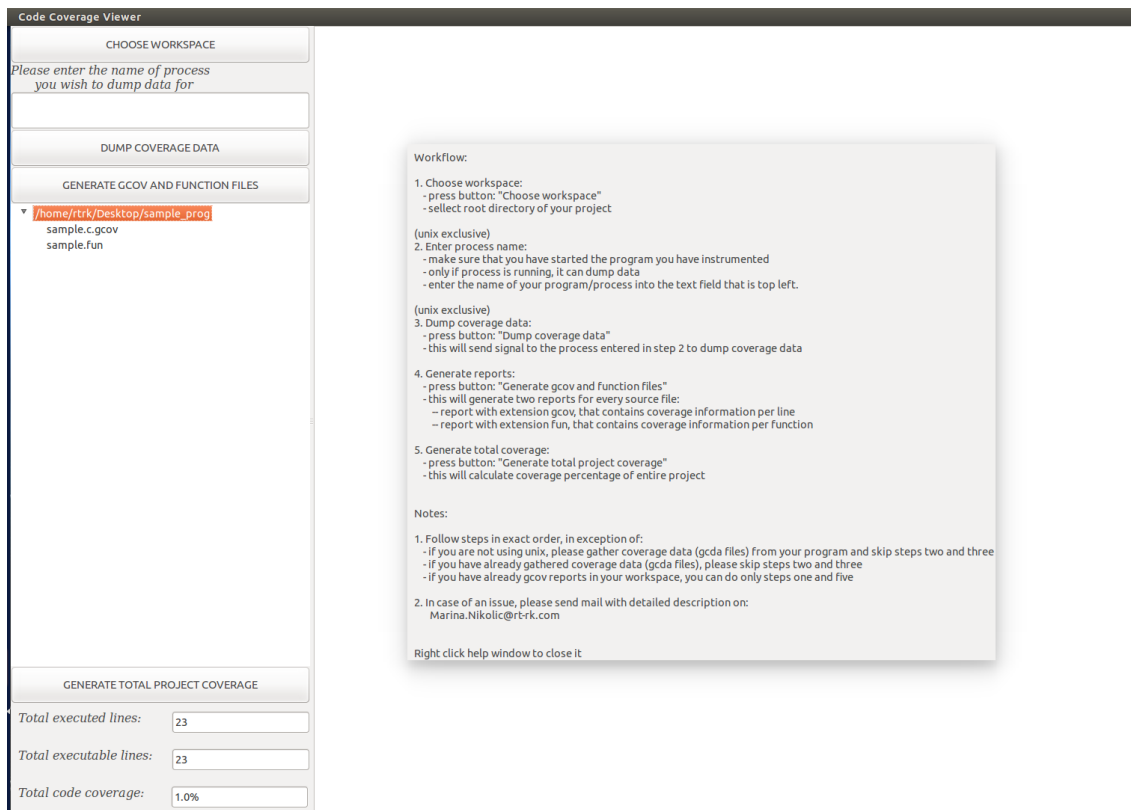 Code Coverage Viewer
CHOOSE WORKSPACE
Please enter the name of process
you wish to dump data for
DUMP COVERAGE DATA
GENERATE GCOV AND FUNCTION FILES
/home/rtrk/Desktop/sample_prog
sample.c.gcov
sample.fun
GENERATE TOTAL PROJECT COVERAGE
Total executed lines: 23
Total executable lines: 23
Total code coverage: 1.0%
Workflow:
1. Choose workspace:
- press button: "Choose workspace"
- sellect root directory of your project
(unix exclusive)
2. Enter process name:
- make sure that you have started the program you have instrumented
- only if process is running, it can dump data
- enter the name of your program/process into the text field that is top left.
(unix exclusive)
3. Dump coverage data:
- press button: "Dump coverage data"
- this will send signal to the process entered in step 2 to dump coverage data
4. Generate reports:
- press button: "Generate gcov and function files"
- this will generate two reports for every source file:
-- report with extension gcov, that contains coverage information per line
-- report with extension fun, that contains coverage information per function
5. Generate total coverage:
- press button: "Generate total project coverage"
- this will calculate coverage percentage of entire project
Notes:
1. Follow steps in exact order, in exception of:
- if you are not using unix, please gather coverage data (gcda files) from your program and skip steps two and three
- if you have already gathered coverage data (gcda files), please skip steps two and three
- if you have already gcov reports in your workspace, you can do only steps one and five
2. In case of an issue, please send mail with detailed description on:
Marina.Nikolic@rt-rk.com
Right click help window to close it